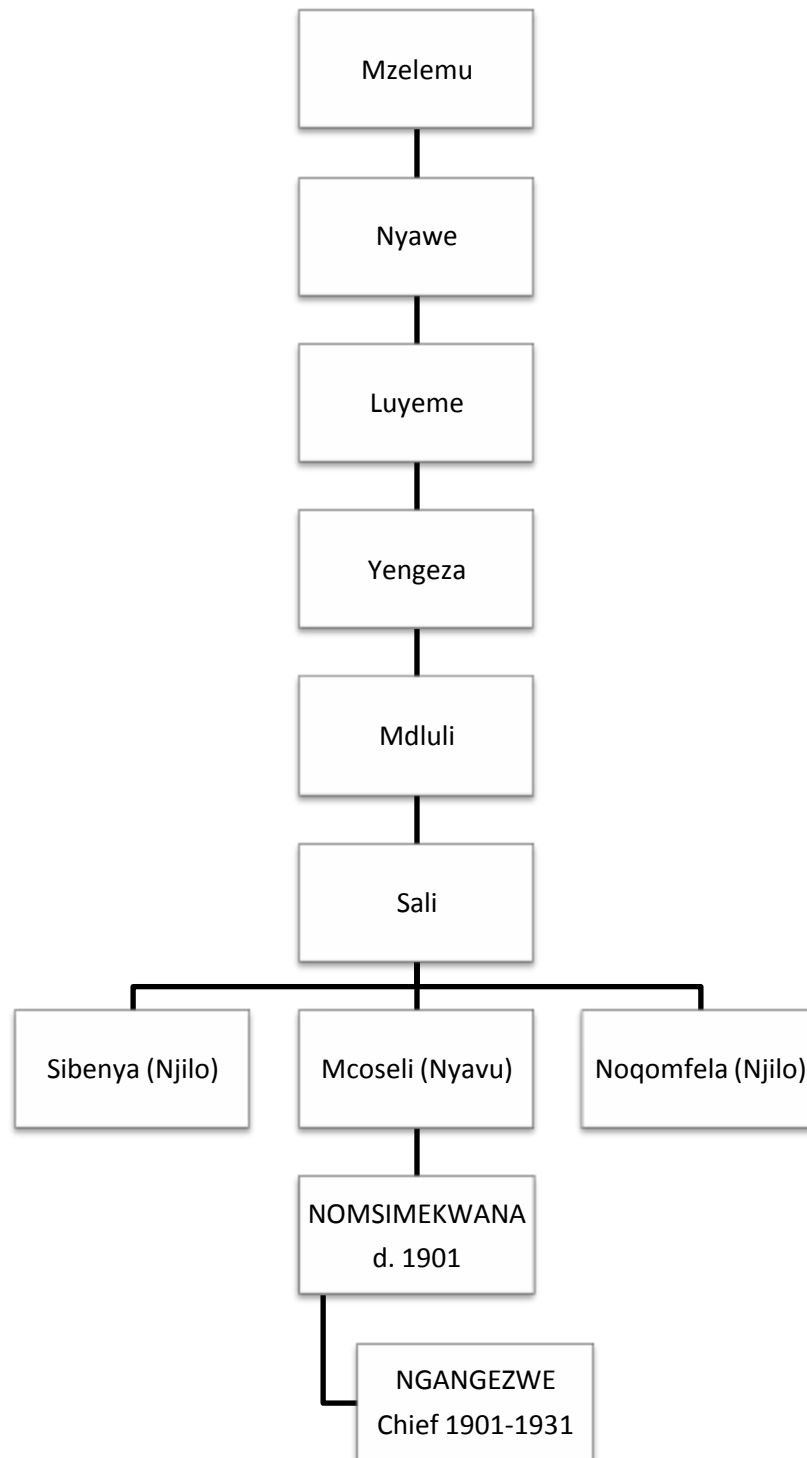 Mzelemu
Nyawe
Luyeme
Yengeza
Mdluli
Sali
Sibenya (Njilo)
Mcoseli (Nyavu)
Noqomfela (Njilo)
NOMSIMEKWANA
d. 1901
NGANGEZWE
Chief 1901-1931